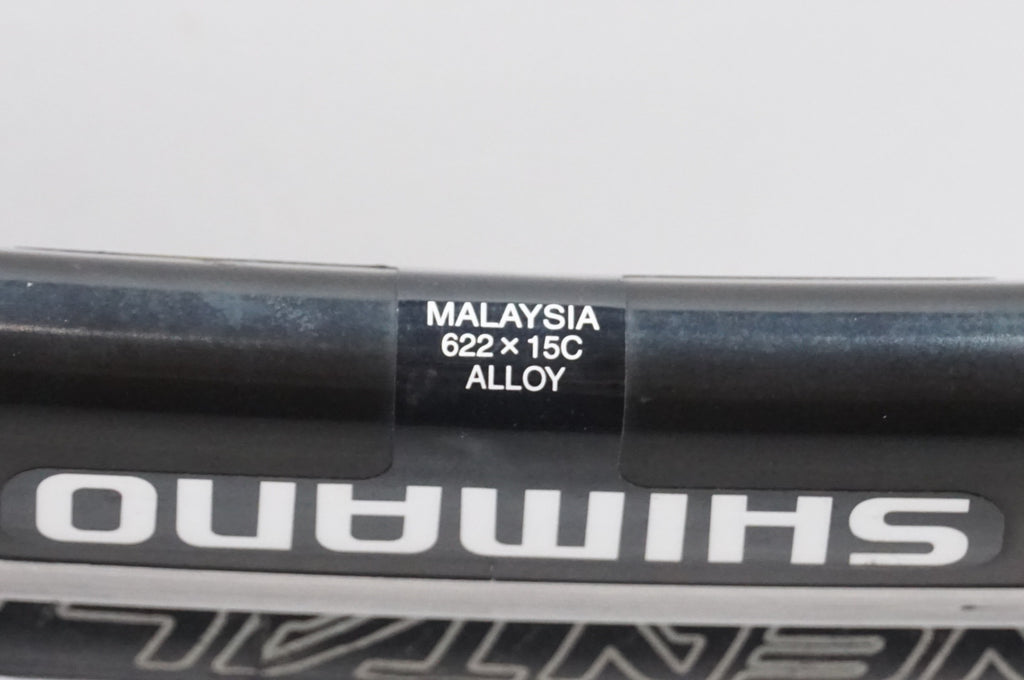 MALAYSIA
622 × 15C
ALLOY
SHIMANO